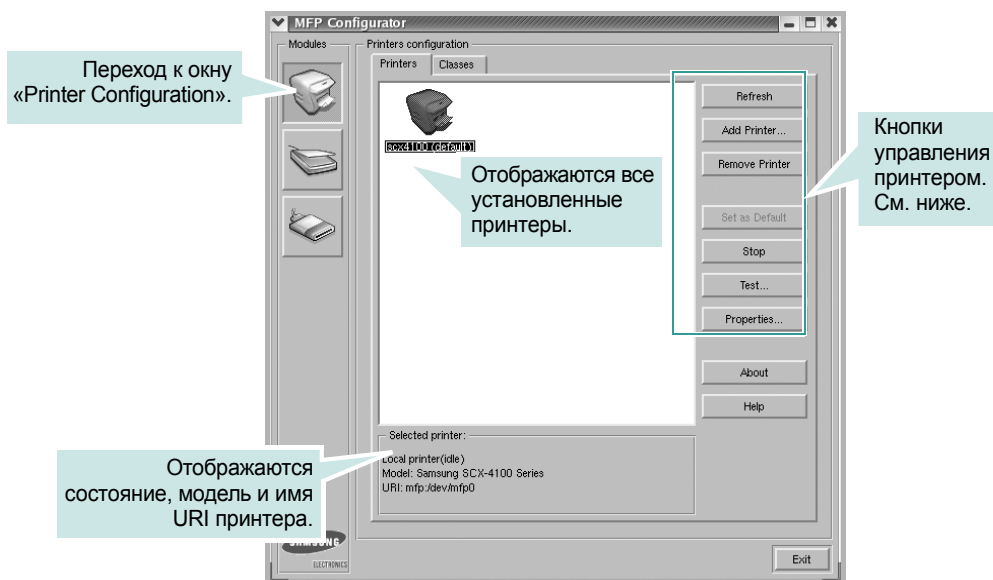 MFP Configurator
Modules
Printers configuration
Printers
Classes
Переход к окну
«Printer Configuration».
scx4100 (default)
Отображаются все
установленные
принтеры.
Refresh
Add Printer...
Remove Printer
Set as Default
Stop
Test...
Properties...
About
Help
Кнопки
управления
принтером.
См. ниже.
Selected printer:
Local printer(idle)
Model: Samsung SCX-4100 Series
URI: mfp:/dev/mfp0
Отображаются
состояние, модель и имя
URI принтера.
SAMSUNG
ELECTRONICS
Exit